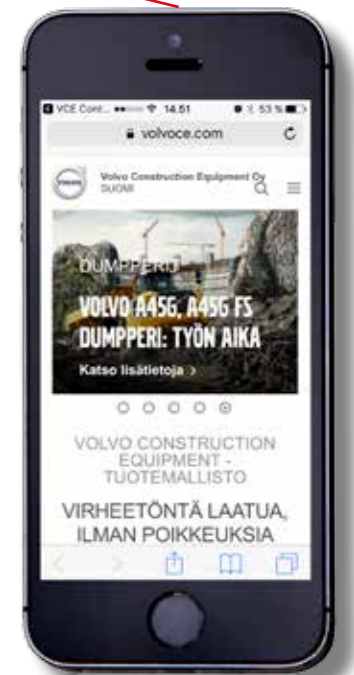 VCE Cont... 14.51 53 %
volvoce.com
VOLVO
Volvo Construction Equipment Oy
SUOMI
DUMPPERIT
VOLVO A45G, A45G FS
DUMPPERI: TYÖN AIKA
Katso lisätietoja >
VOLVO CONSTRUCTION
EQUIPMENT -
TUOTEMALLISTO
VIRHEETÖNTÄ LAATUA,
ILMAN POIKKEUKSIA